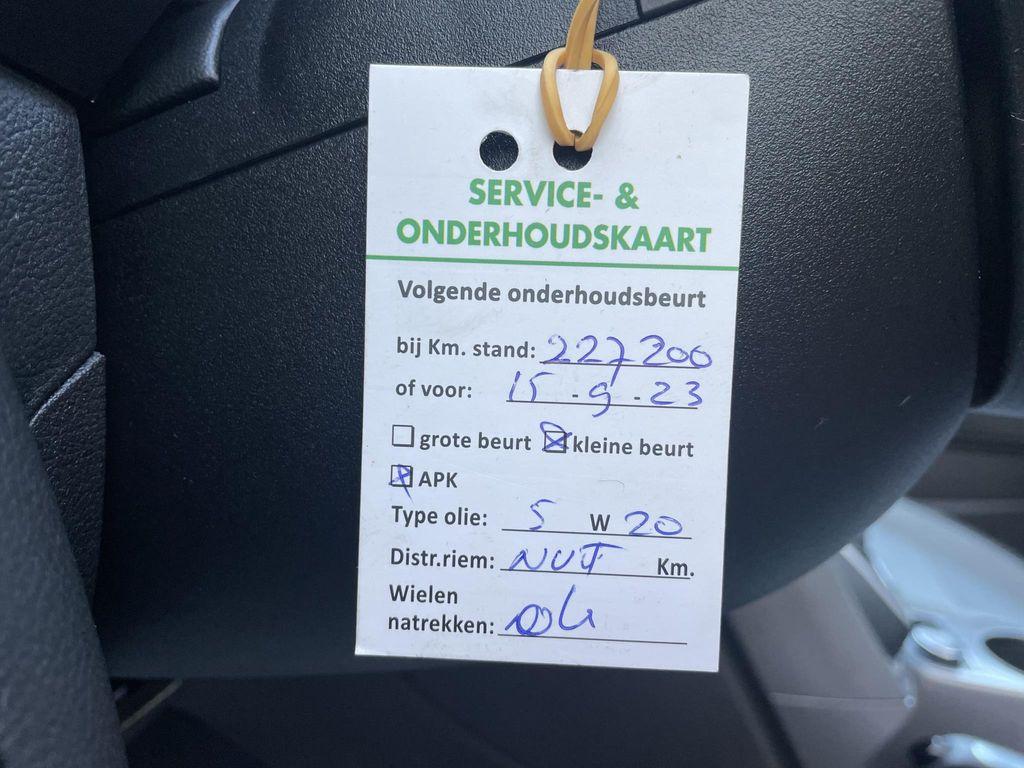 SERVICE- &
ONDERHOUDSKAART
Volgende onderhoudsbeurt
bij Km. stand: 227200
of voor: 15 - 9 - 23
grote beurt kleine beurt
APK
Type olie: 5 W 20
Distr.riem: NVT Km.
Wielen
natrekken: ok